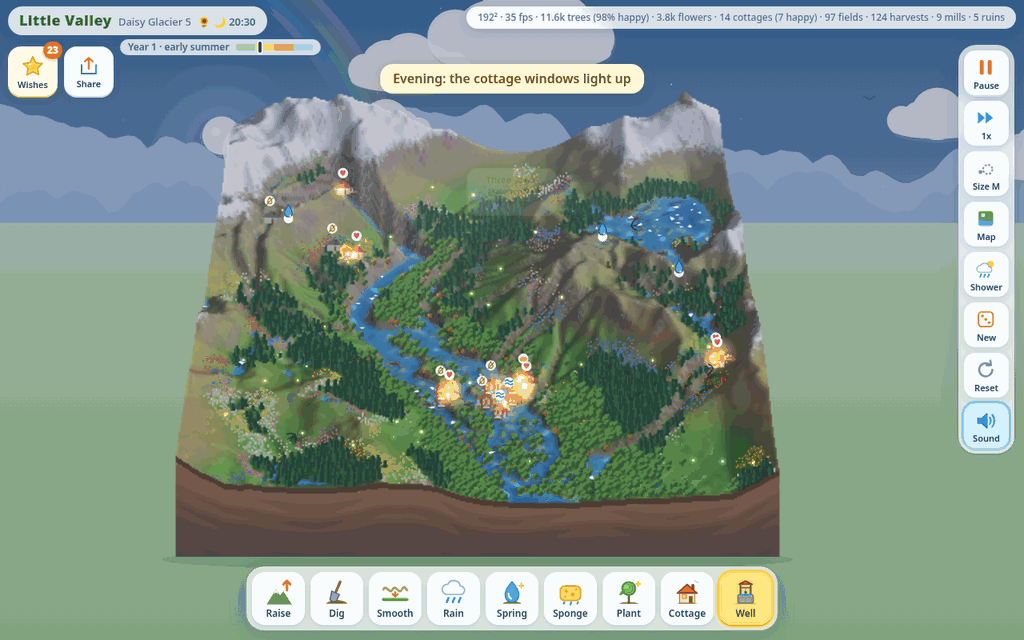 Little Valley Daisy Glacier 5 20:30
192² · 35 fps · 11.6k trees (98% happy) · 3.8k flowers · 14 cottages (7 happy) · 97 fields · 124 harvests · 9 mills · 5 ruins
Year 1 · early summer
23
Wishes
Share
Evening: the cottage windows light up
Pause
1x
Size M
Map
Shower
New
Reset
Sound
Raise
Dig
Smooth
Rain
Spring
Sponge
Plant
Cottage
Well